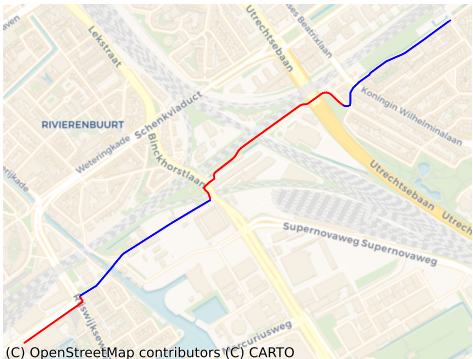 Utrechtsebaan
Beatrixlaan
Lekstraat
Koningin Wilhelminalaan
Schenkviaduct
RIVIERENBUURT
Weteringkade
Binckhorstlaan
Utrechtsebaan
Supernovaweg Supernovaweg
(C) OpenStreetMap contributors (C) CARTO